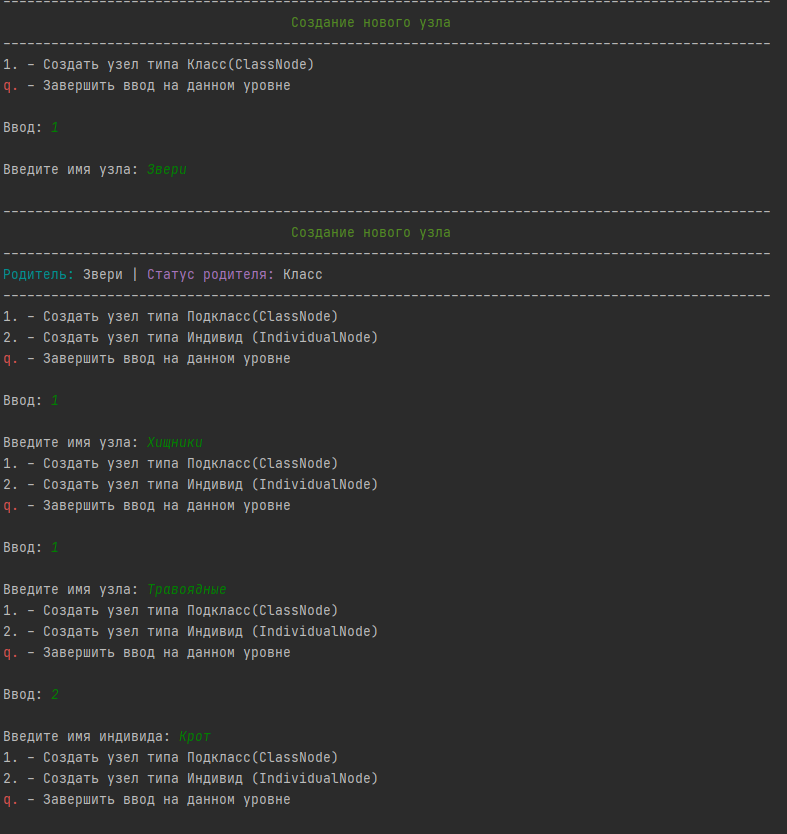 ------------------------------------------------------------------------------------------------
Создание нового узла
------------------------------------------------------------------------------------------------
1. – Создать узел типа Класс(ClassNode)
q. – Завершить ввод на данном уровне
Ввод: 1
Введите имя узла: Звери
------------------------------------------------------------------------------------------------
Создание нового узла
------------------------------------------------------------------------------------------------
Родитель: Звери | Статус родителя: Класс
------------------------------------------------------------------------------------------------
1. – Создать узел типа Подкласс(ClassNode)
2. – Создать узел типа Индивид (IndividualNode)
q. – Завершить ввод на данном уровне
Ввод: 1
Введите имя узла: Хищники
1. – Создать узел типа Подкласс(ClassNode)
2. – Создать узел типа Индивид (IndividualNode)
q. – Завершить ввод на данном уровне
Ввод: 1
Введите имя узла: Травоядные
1. – Создать узел типа Подкласс(ClassNode)
2. – Создать узел типа Индивид (IndividualNode)
q. – Завершить ввод на данном уровне
Ввод: 2
Введите имя индивида: Крот
1. – Создать узел типа Подкласс(ClassNode)
2. – Создать узел типа Индивид (IndividualNode)
q. – Завершить ввод на данном уровне